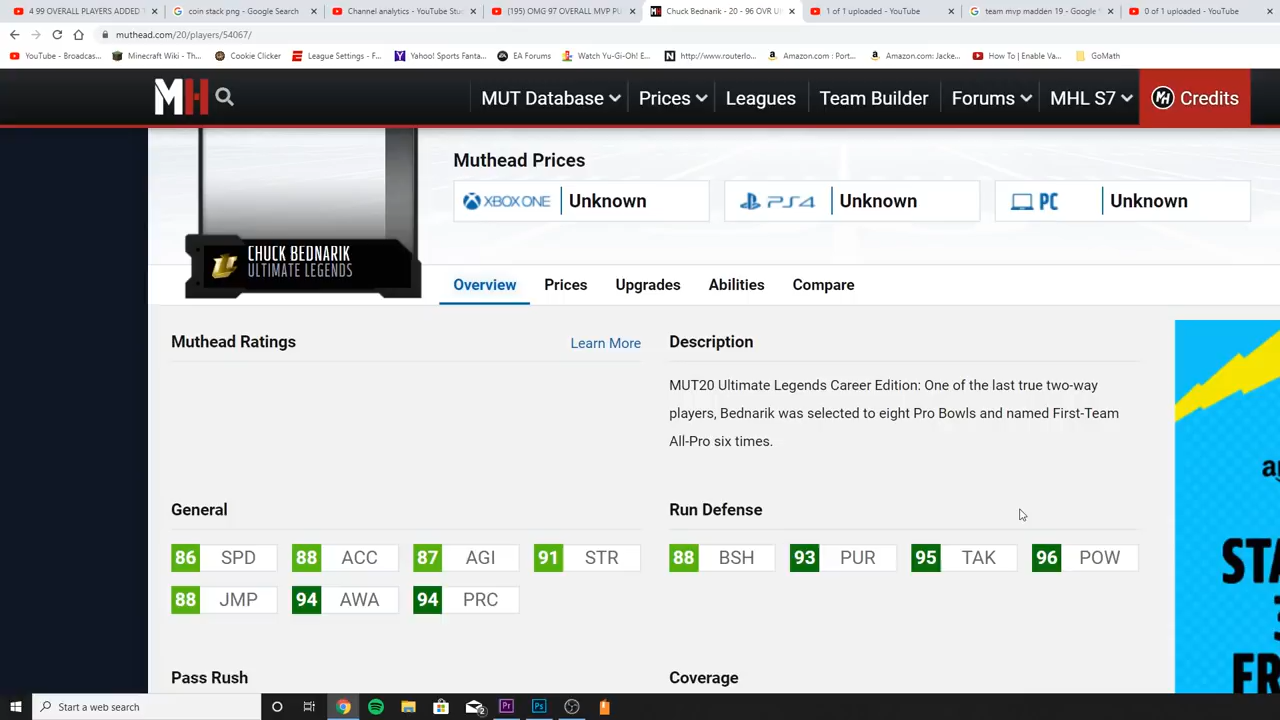 4 99 OVERALL PLAYERS ADDED T
coin stack png - Google Search
Channel analytics - YouTube Stu
(195) OMG 97 OVERALL MVP PU
Chuck Bednarik - 20 - 96 OVR Ul
1 of 1 uploaded - YouTube
team mvp madden 19 - Google
0 of 1 uploaded - YouTube
muthead.com/20/players/54067/
YouTube - Broadcas...
Minecraft Wiki - Th...
Cookie Clicker
League Settings - F...
Yahoo! Sports Fanta...
EA Forums
Watch Yu-Gi-Oh! E...
http://www.routerlo...
Amazon.com : Port...
Amazon.com: Jacke...
How To | Enable Va...
GoMath
MH
MUT Database
Prices
Leagues
Team Builder
Forums
MHL S7
Credits
Muthead Prices
XBOX ONE Unknown
PS4 Unknown
PC Unknown
CHUCK BEDNARIK
ULTIMATE LEGENDS
Overview
Prices
Upgrades
Abilities
Compare
Muthead Ratings
Learn More
Description
MUT20 Ultimate Legends Career Edition: One of the last true two-way
players, Bednarik was selected to eight Pro Bowls and named First-Team
All-Pro six times.
General
86 SPD
88 ACC
87 AGI
91 STR
88 JMP
94 AWA
94 PRC
Run Defense
88 BSH
93 PUR
95 TAK
96 POW
Pass Rush
Coverage
Start a web search